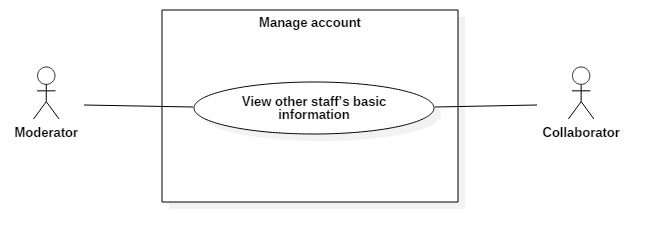 Manage account
View other staff's basic
information
Moderator
Collaborator